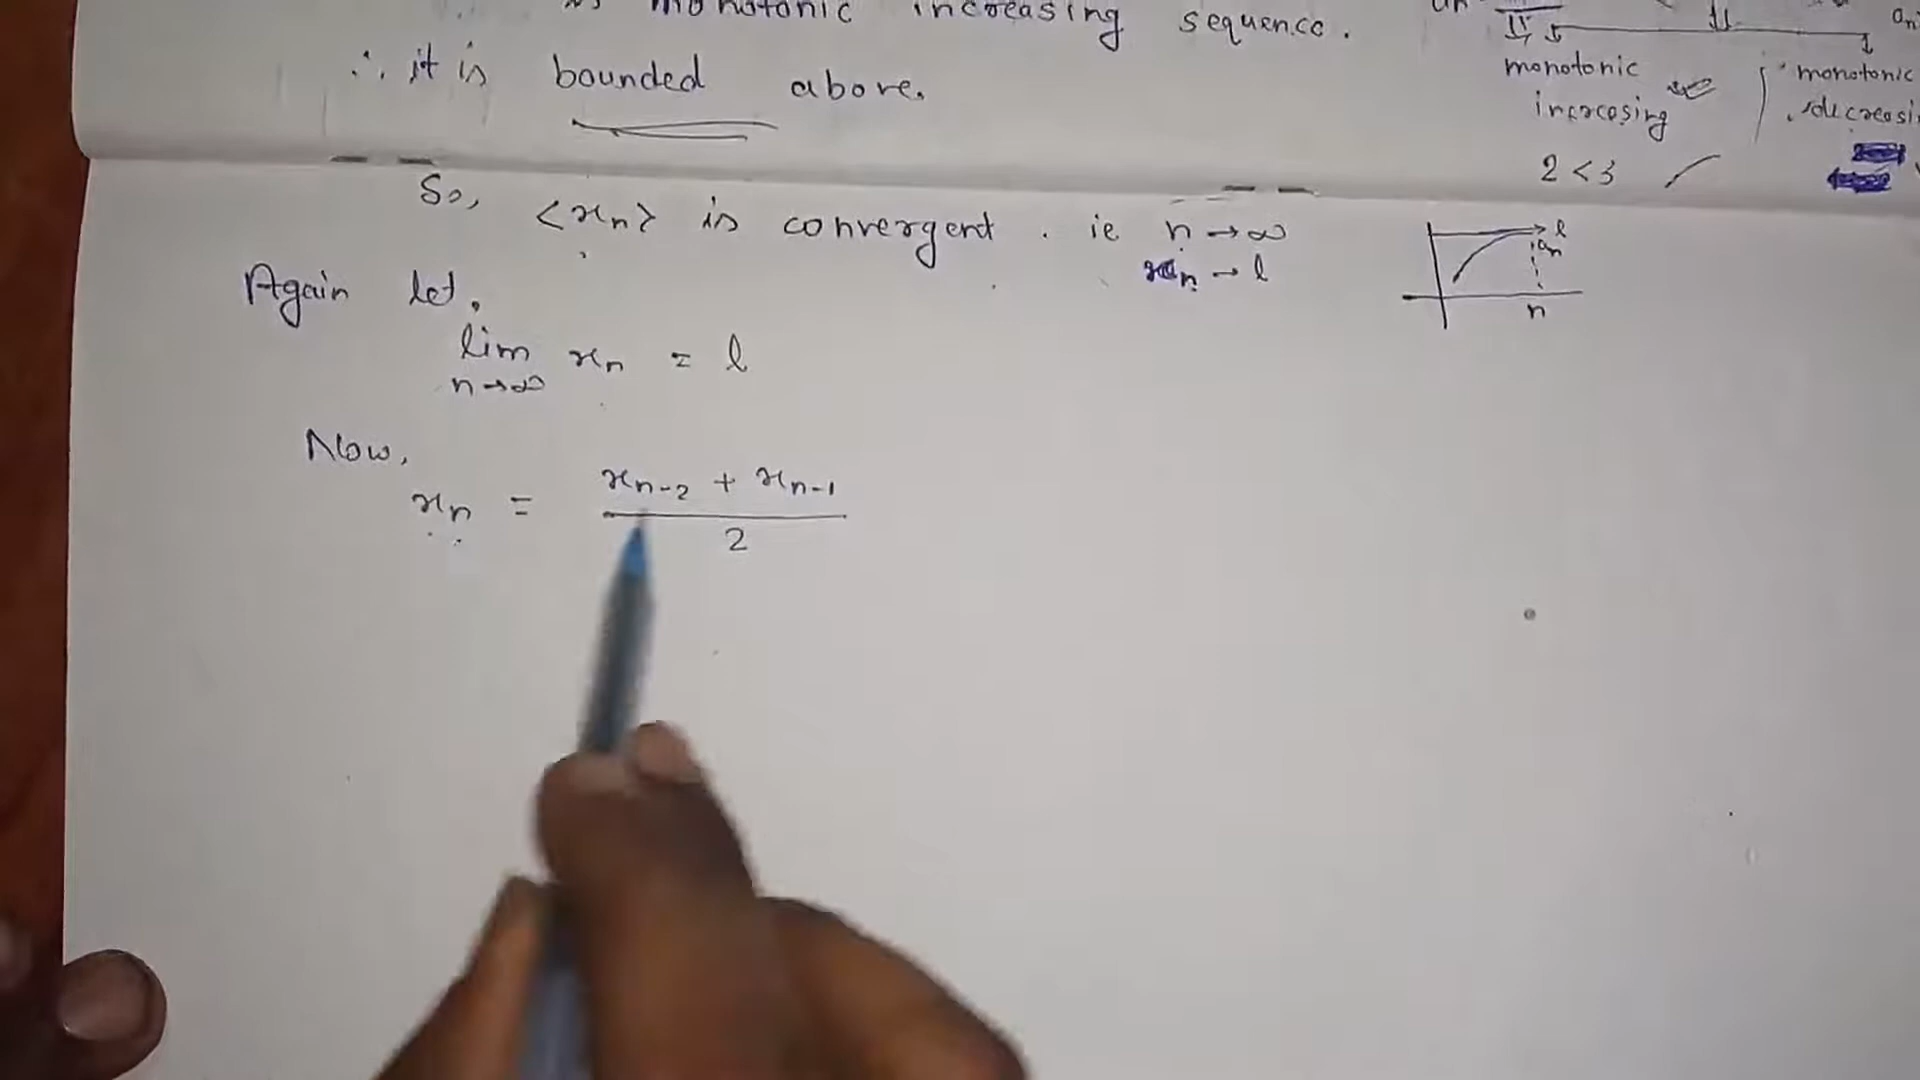 monotonic increasing sequence.
∴ it is bounded above.
monotonic increasing
monotonic
2 < 3
So, <xn> is convergent. ie n → ∞
xn → l
l
an
n
Again let,
lim n→∞ xn = l
Now,
xn = xn-2 + xn-1 / 2